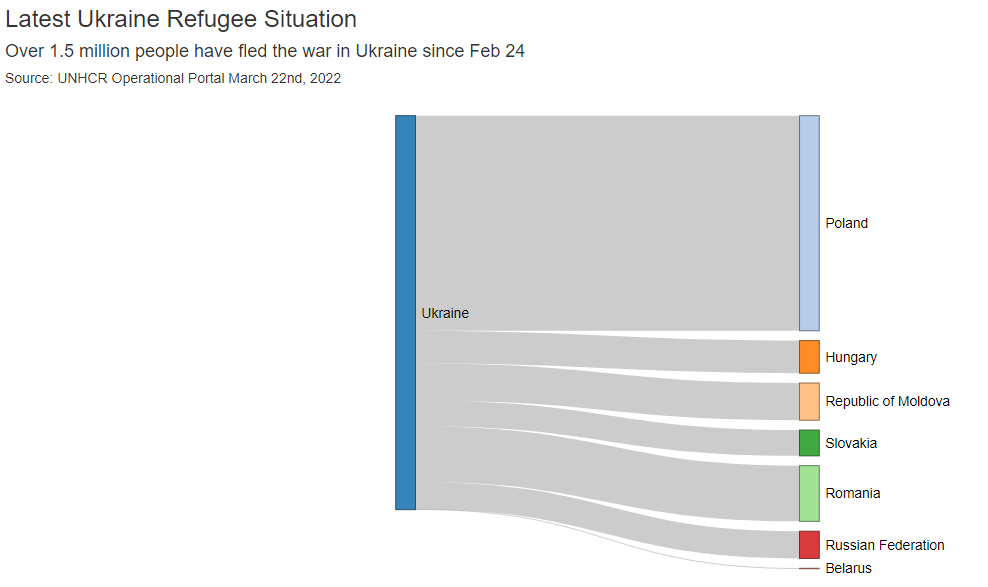 Latest Ukraine Refugee Situation
Over 1.5 million people have fled the war in Ukraine since Feb 24
Source: UNHCR Operational Portal March 22nd, 2022
Poland
Ukraine
Hungary
Republic of Moldova
Slovakia
Romania
Russian Federation
Belarus